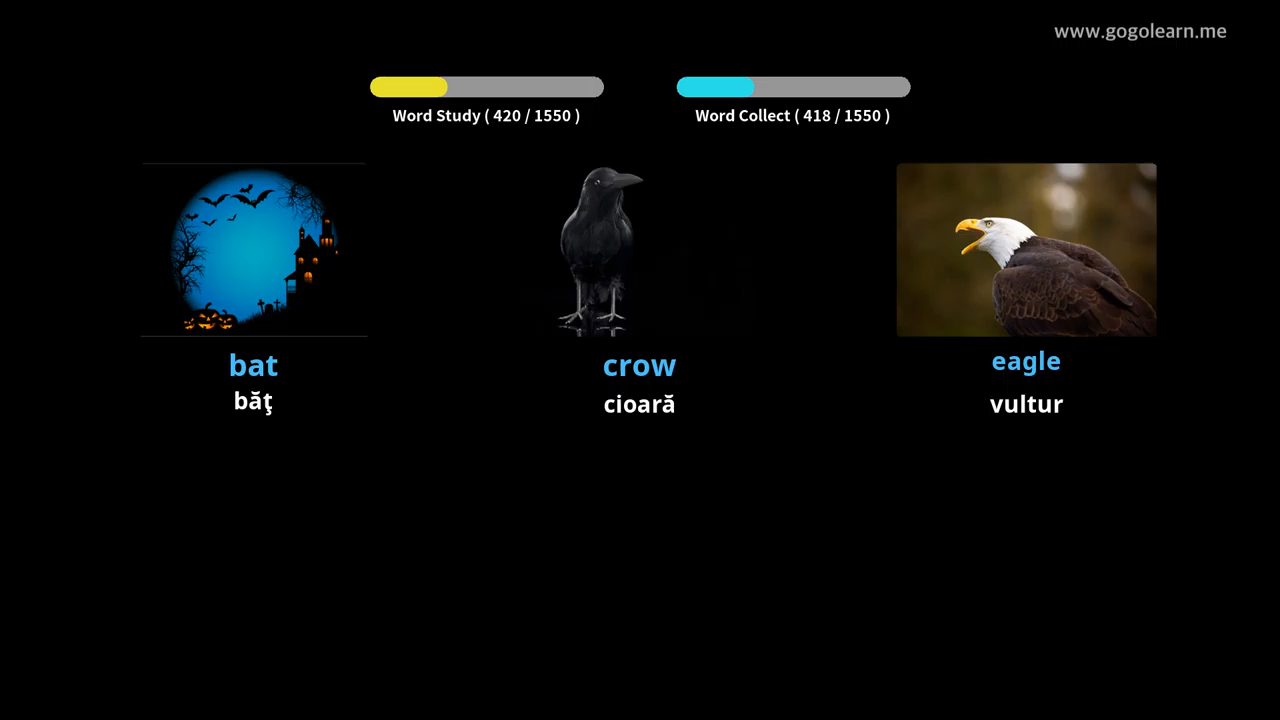 www.gogolearn.me
Word Study ( 420 / 1550 )
Word Collect ( 418 / 1550 )
bat
băţ
crow
cioară
eagle
vultur